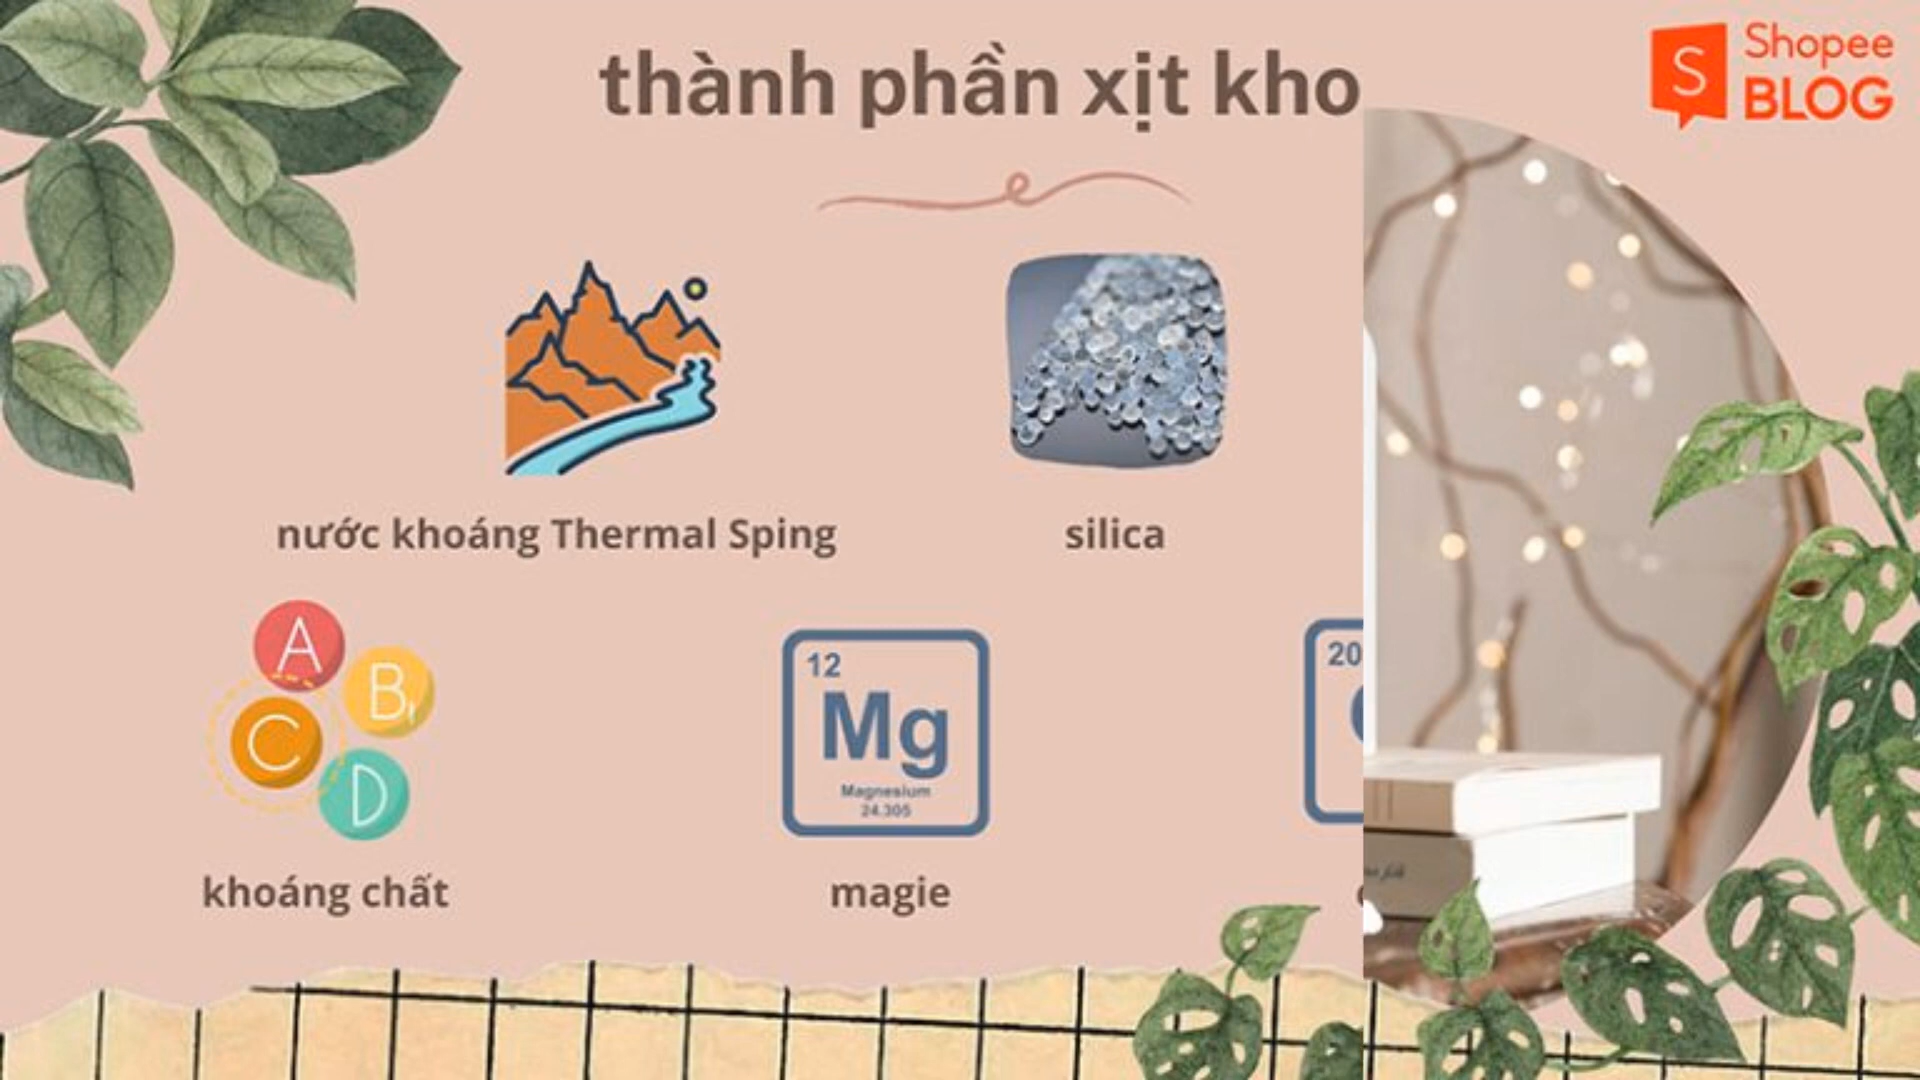 thành phần xịt kho
Shopee
BLOG
nước khoáng Thermal Sping
silica
A
B₁
C
D
12
Mg
Magnesium
24.305
20
khoáng chất
magie